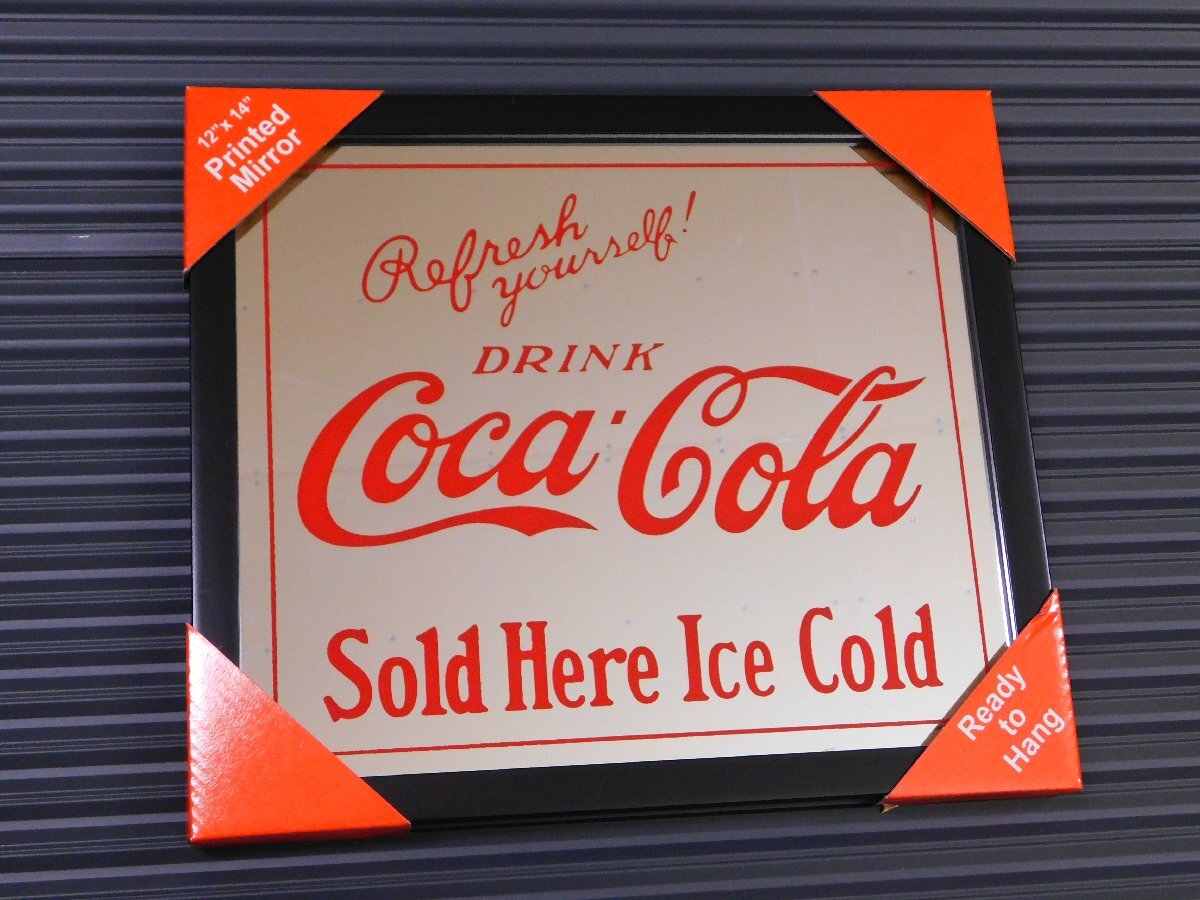 12" x 14"
Printed
Mirror
Refresh
yourself!
DRINK
Coca-Cola
Sold Here Ice Cold
Ready
to
Hang